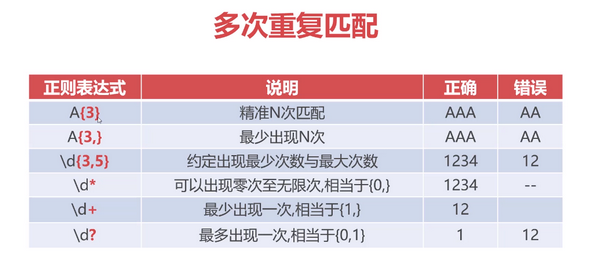 多次重复匹配
正则表达式 说明 正确 错误
A{3} 精准N次匹配 AAA AA
A{3,} 最少出现N次 AAA AA
\d{3,5} 约定出现最少次数与最大次数 1234 12
\d* 可以出现零次至无限次,相当于{0,} 1234 --
\d+ 最少出现一次,相当于{1,} 12
\d? 最多出现一次,相当于{0,1} 1 12